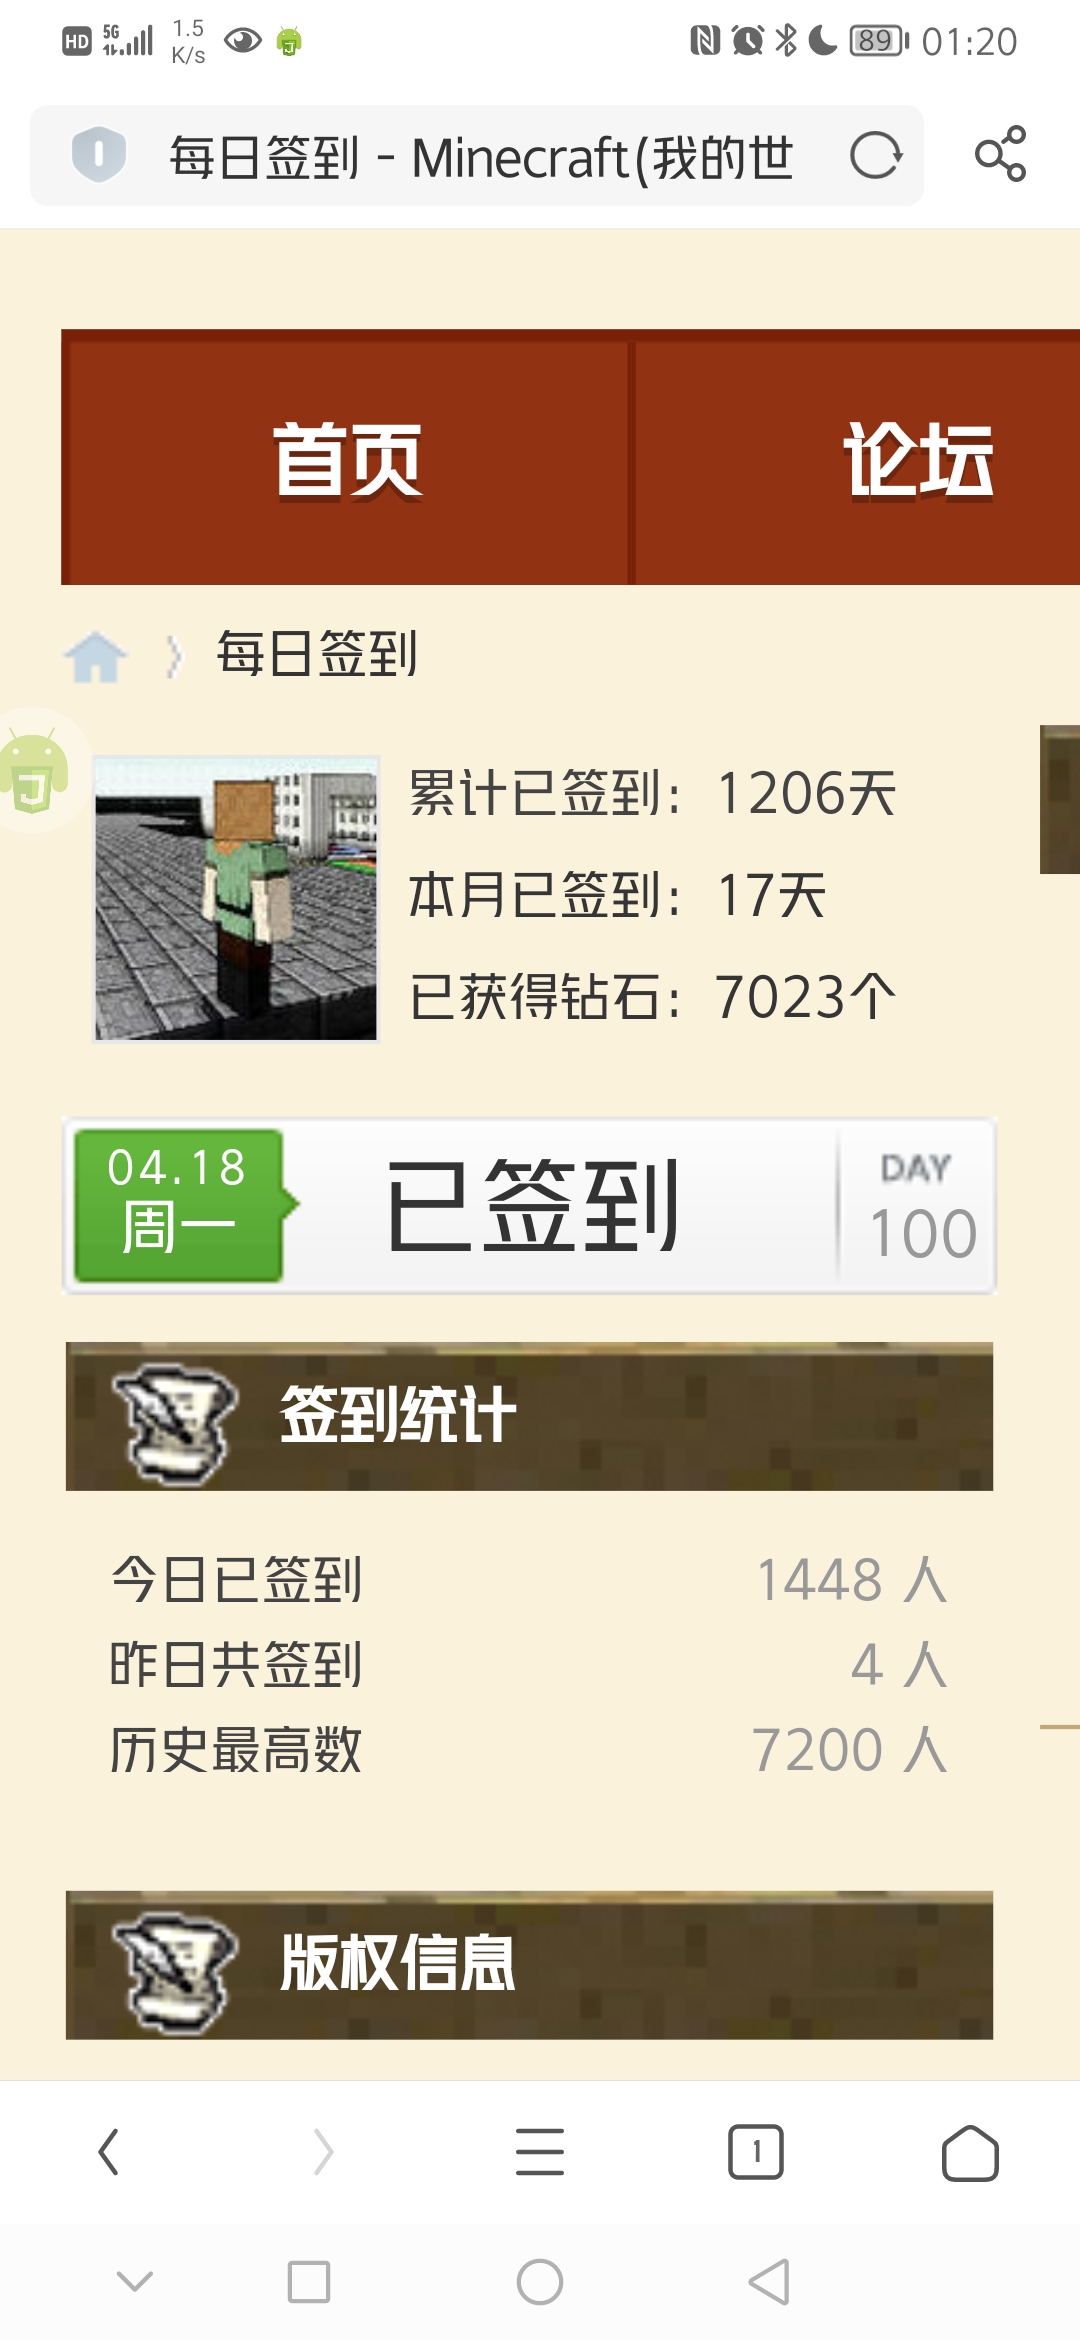 HD 5G 1.5 K/s 89 01:20
每日签到 - Minecraft(我的世
首页 论坛
每日签到
累计已签到：1206天
本月已签到：17天
已获得钻石：7023个
04.18
周一
已签到
DAY
100
签到统计
今日已签到 1448 人
昨日共签到 4 人
历史最高数 7200 人
版权信息
1